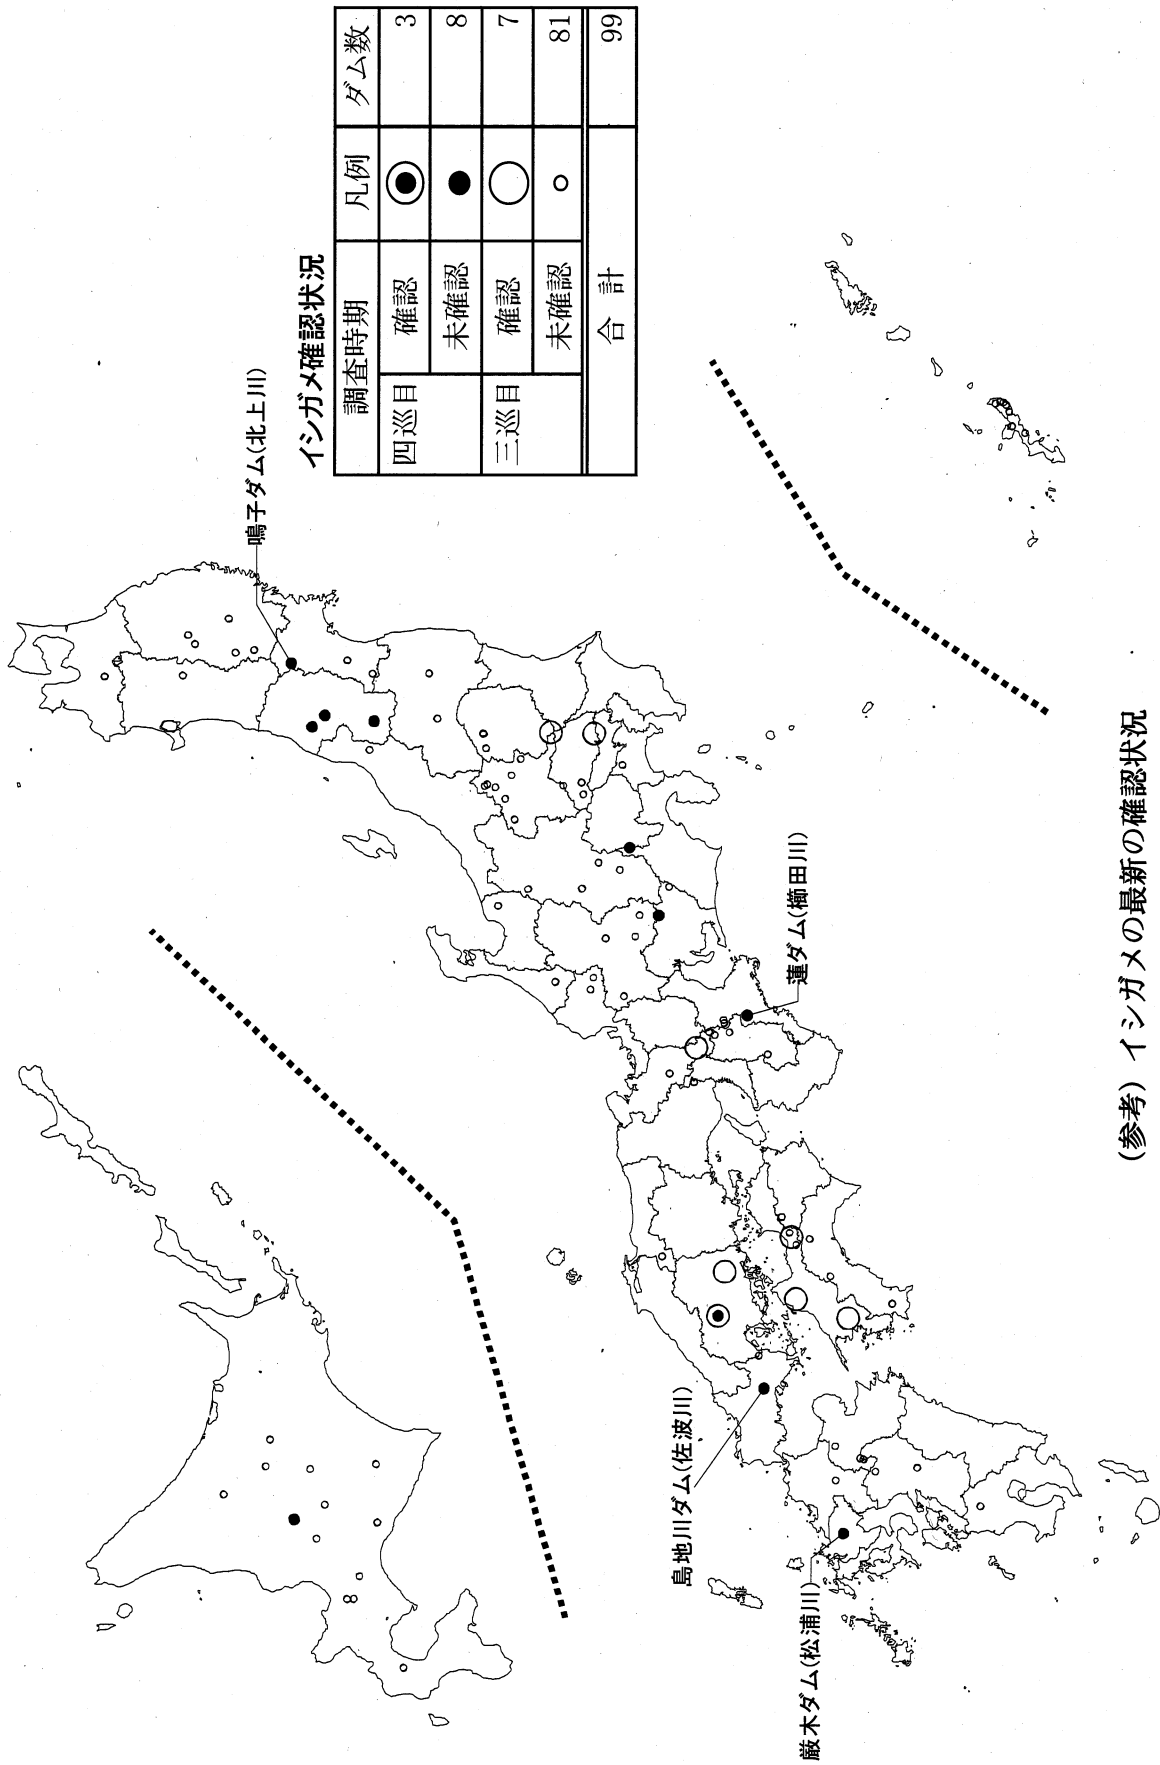 イシガメ確認状況
調査時期 凡例 ダム数
四巡目 確認 3
未確認 8
三巡目 確認 7
未確認 81
合 計 99
鳴子ダム(北上川)
蓮ダム(櫛田川)
島地川ダム(佐波川)
厳木ダム(松浦川)
(参考) イシガメの最新の確認状況